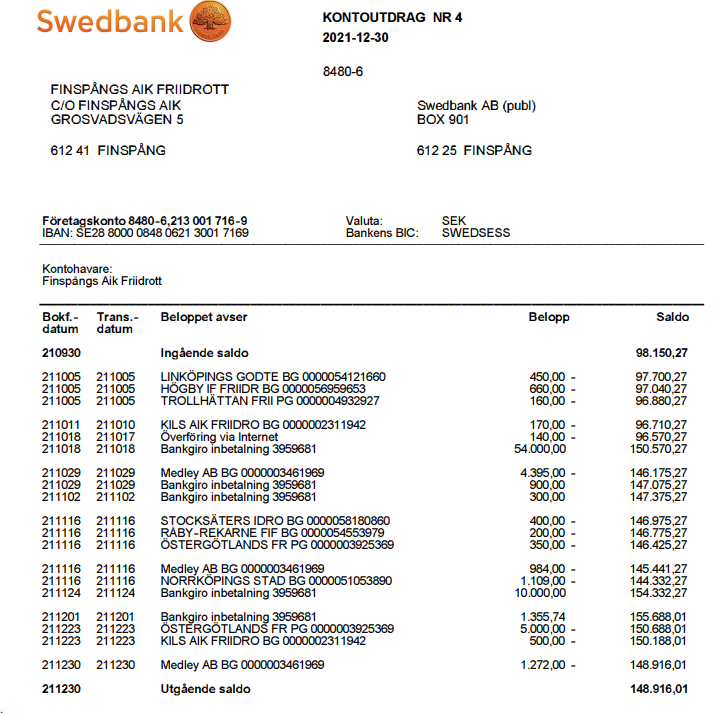 Swedbank
KONTOUTDRAG NR 4
2021-12-30
8480-6
FINSPÅNGS AIK FRIIDROTT
C/O FINSPÅNGS AIK
GROSVADSVÄGEN 5
612 41 FINSPÅNG
Swedbank AB (publ)
BOX 901
612 25 FINSPÅNG
Företagskonto 8480-6,213 001 716-9 Valuta: SEK
IBAN: SE28 8000 0848 0621 3001 7169 Bankens BIC: SWEDSESS
Kontohavare:
Finspångs Aik Friidrott
Bokf.- Trans.- Beloppet avser Belopp Saldo
datum datum
210930 Ingående saldo 98.150,27
211005 211005 LINKÖPINGS GODTE BG 0000054121660 450,00 - 97.700,27
211005 211005 HÖGBY IF FRIIDR BG 0000056959653 660,00 - 97.040,27
211005 211005 TROLLHÄTTAN FRII PG 0000004932927 160,00 - 96.880,27
211011 211010 KILS AIK FRIIDRO BG 0000002311942 170,00 - 96.710,27
211018 211017 Överföring via Internet 140,00 - 96.570,27
211018 211018 Bankgiro inbetalning 3959681 54.000,00 150.570,27
211029 211029 Medley AB BG 0000003461969 4.395,00 - 146.175,27
211029 211029 Bankgiro inbetalning 3959681 900,00 147.075,27
211102 211102 Bankgiro inbetalning 3959681 300,00 147.375,27
211116 211116 STOCKSÄTERS IDRO BG 0000058180860 400,00 - 146.975,27
211116 211116 RÅBY-REKARNE FIF BG 0000054553979 200,00 - 146.775,27
211116 211116 ÖSTERGÖTLANDS FR PG 0000003925369 350,00 - 146.425,27
211116 211116 Medley AB BG 0000003461969 984,00 - 145.441,27
211116 211116 NORRKÖPINGS STAD BG 0000051053890 1.109,00 - 144.332,27
211124 211124 Bankgiro inbetalning 3959681 10.000,00 154.332,27
211201 211201 Bankgiro inbetalning 3959681 1.355,74 155.688,01
211223 211223 ÖSTERGÖTLANDS FR PG 0000003925369 5.000,00 - 150.688,01
211223 211223 KILS AIK FRIIDRO BG 0000002311942 500,00 - 150.188,01
211230 211230 Medley AB BG 0000003461969 1.272,00 - 148.916,01
211230 Utgående saldo 148.916,01